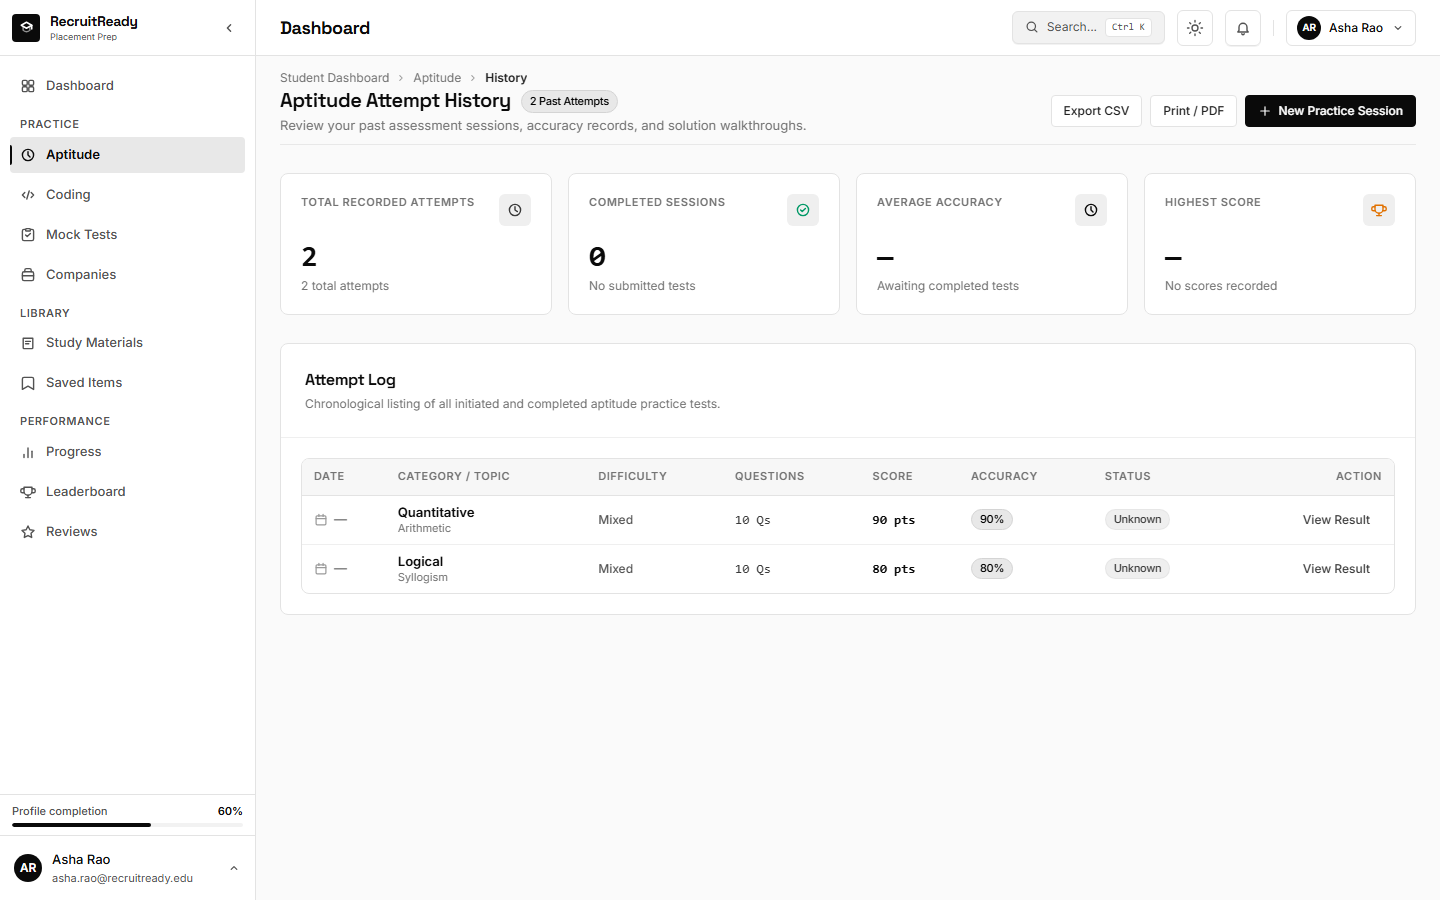 RecruitReady
Placement Prep
Dashboard
PRACTICE
Aptitude
Coding
Mock Tests
Companies
LIBRARY
Study Materials
Saved Items
PERFORMANCE
Progress
Leaderboard
Reviews
Profile completion 60%
AR
Asha Rao
asha.rao@recruitready.edu
Dashboard
Search... Ctrl K
AR Asha Rao
Student Dashboard > Aptitude > History
Aptitude Attempt History 2 Past Attempts
Review your past assessment sessions, accuracy records, and solution walkthroughs.
Export CSV Print / PDF + New Practice Session
TOTAL RECORDED ATTEMPTS
2
2 total attempts
COMPLETED SESSIONS
0
No submitted tests
AVERAGE ACCURACY
—
Awaiting completed tests
HIGHEST SCORE
—
No scores recorded
Attempt Log
Chronological listing of all initiated and completed aptitude practice tests.
DATE CATEGORY / TOPIC DIFFICULTY QUESTIONS SCORE ACCURACY STATUS ACTION
— Quantitative Mixed 10 Qs 90 pts 90% Unknown View Result
Arithmetic
— Logical Mixed 10 Qs 80 pts 80% Unknown View Result
Syllogism